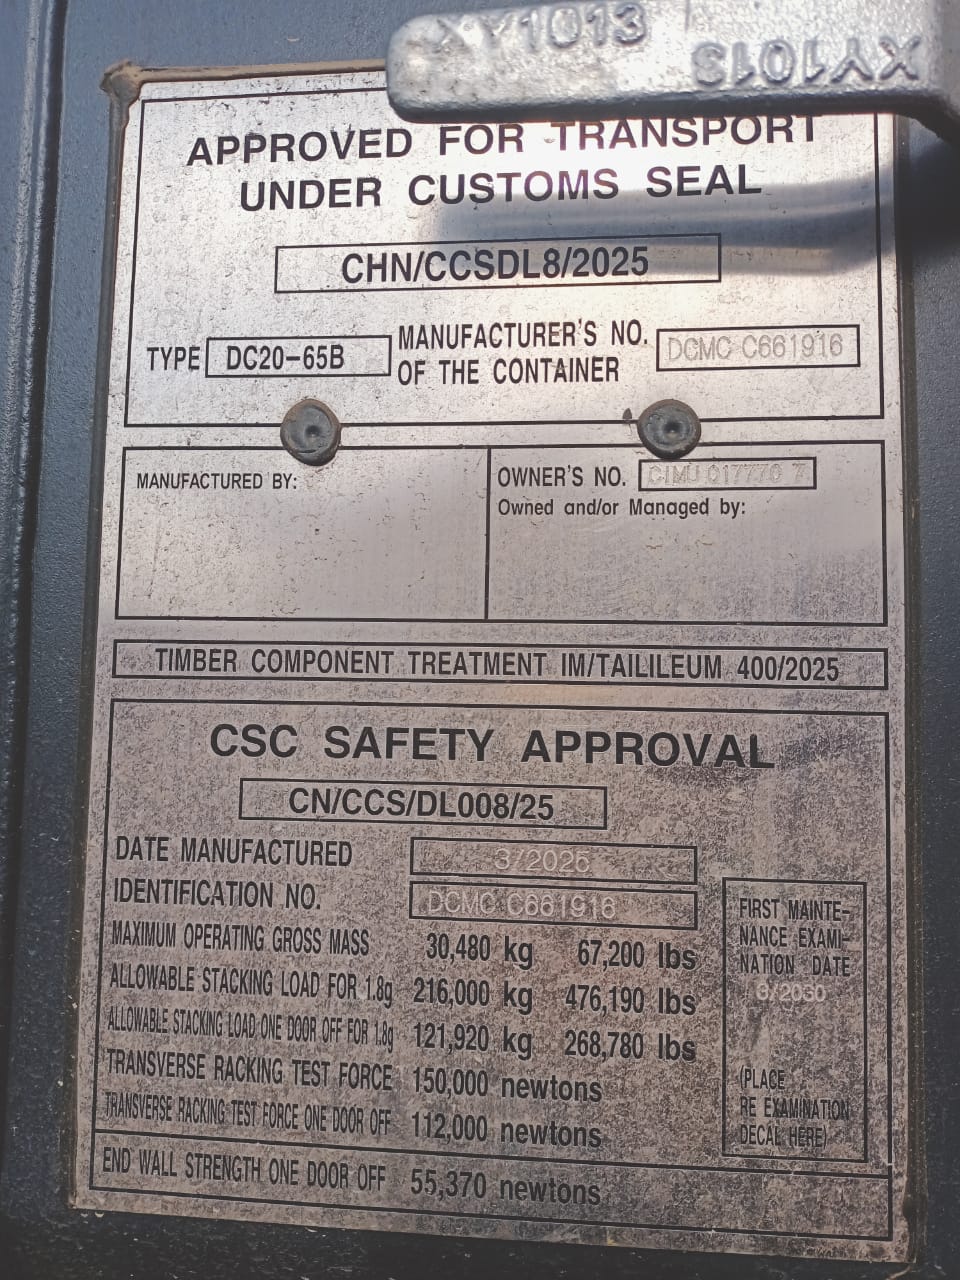 XY1013
XY1013
APPROVED FOR TRANSPORT
UNDER CUSTOMS SEAL
CHN/CCSDL8/2025
TYPE DC20-65B MANUFACTURER'S NO. OF THE CONTAINER DCMC C661916
MANUFACTURED BY:
OWNER'S NO.
Owned and/or Managed by:
TIMBER COMPONENT TREATMENT IM/TAILILEUM 400/2025
CSC SAFETY APPROVAL
CN/CCS/DL008/25
DATE MANUFACTURED
IDENTIFICATION NO. DCMC C661916
MAXIMUM OPERATING GROSS MASS 30,480 kg 67,200 lbs
ALLOWABLE STACKING LOAD FOR 1.8g 216,000 kg 476,190 lbs
ALLOWABLE STACKING LOAD ONE DOOR OFF FOR 1.8g 121,920 kg 268,780 lbs
TRANSVERSE RACKING TEST FORCE 150,000 newtons
TRANSVERSE RACKING TEST FORCE ONE DOOR OFF 112,000 newtons
END WALL STRENGTH ONE DOOR OFF 55,370 newtons
FIRST MAINTE-
NANCE EXAMI-
NATION DATE
(PLACE
RE EXAMINATION
DECAL HERE)